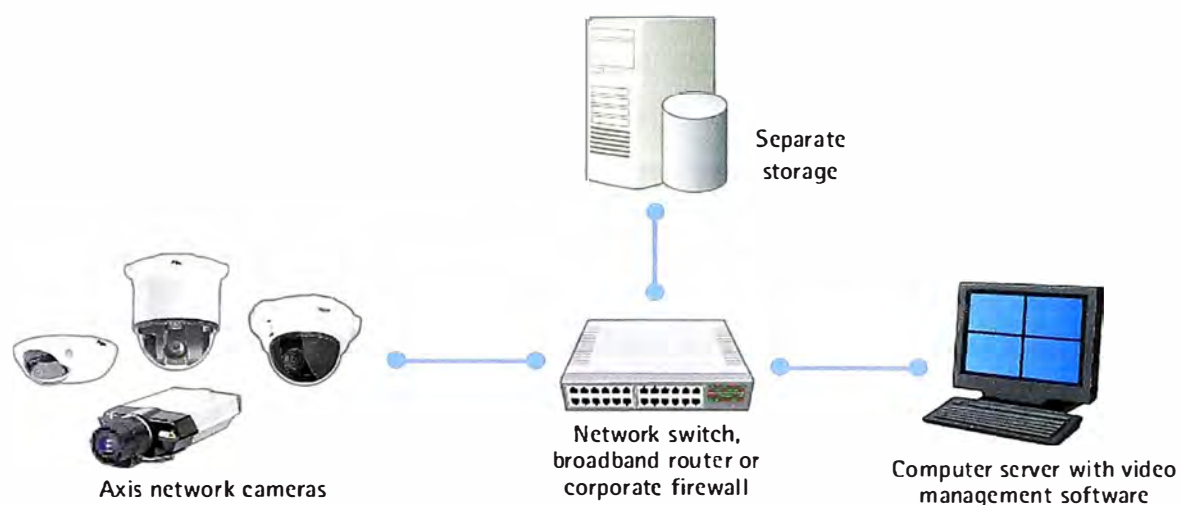 Separate
storage
Axis network cameras
Network switch,
broadband router or
corporate firewall
Computer server with video
management software